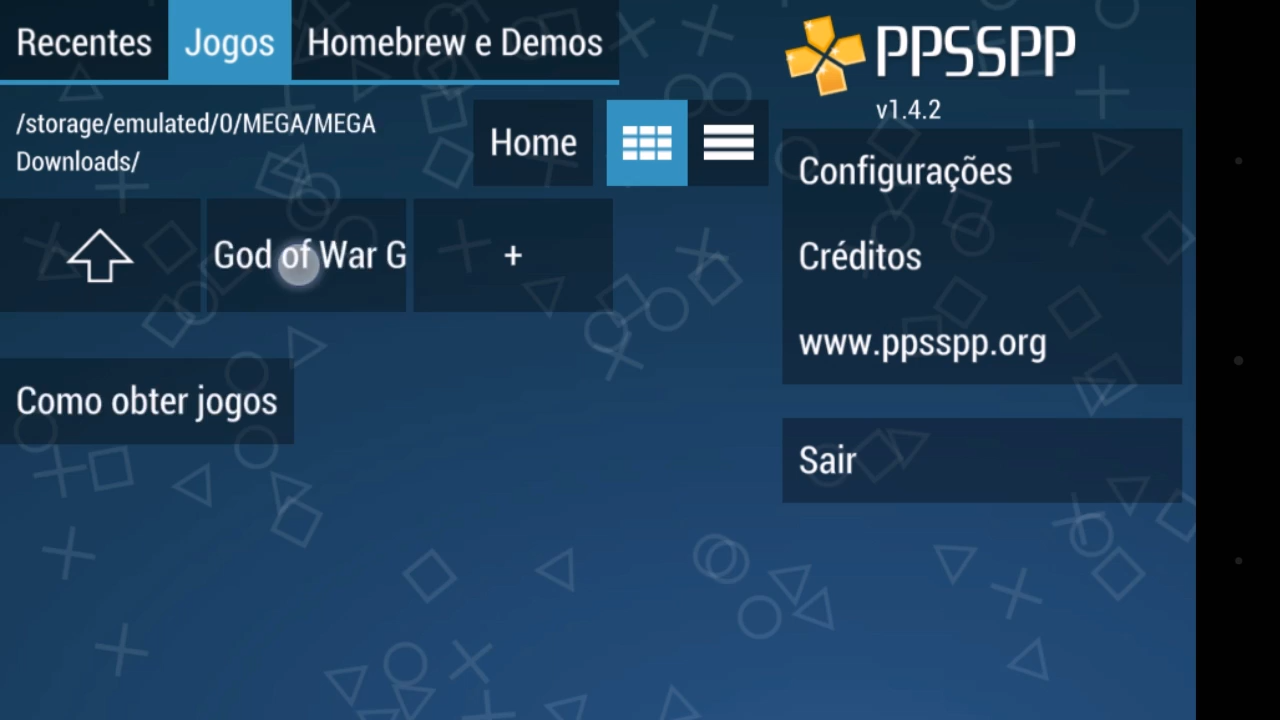 Recentes Jogos Homebrew e Demos
/storage/emulated/0/MEGA/MEGA
Downloads/
Home
God of War G
+
Como obter jogos
PPSSPP
v1.4.2
Configurações
Créditos
www.ppsspp.org
Sair